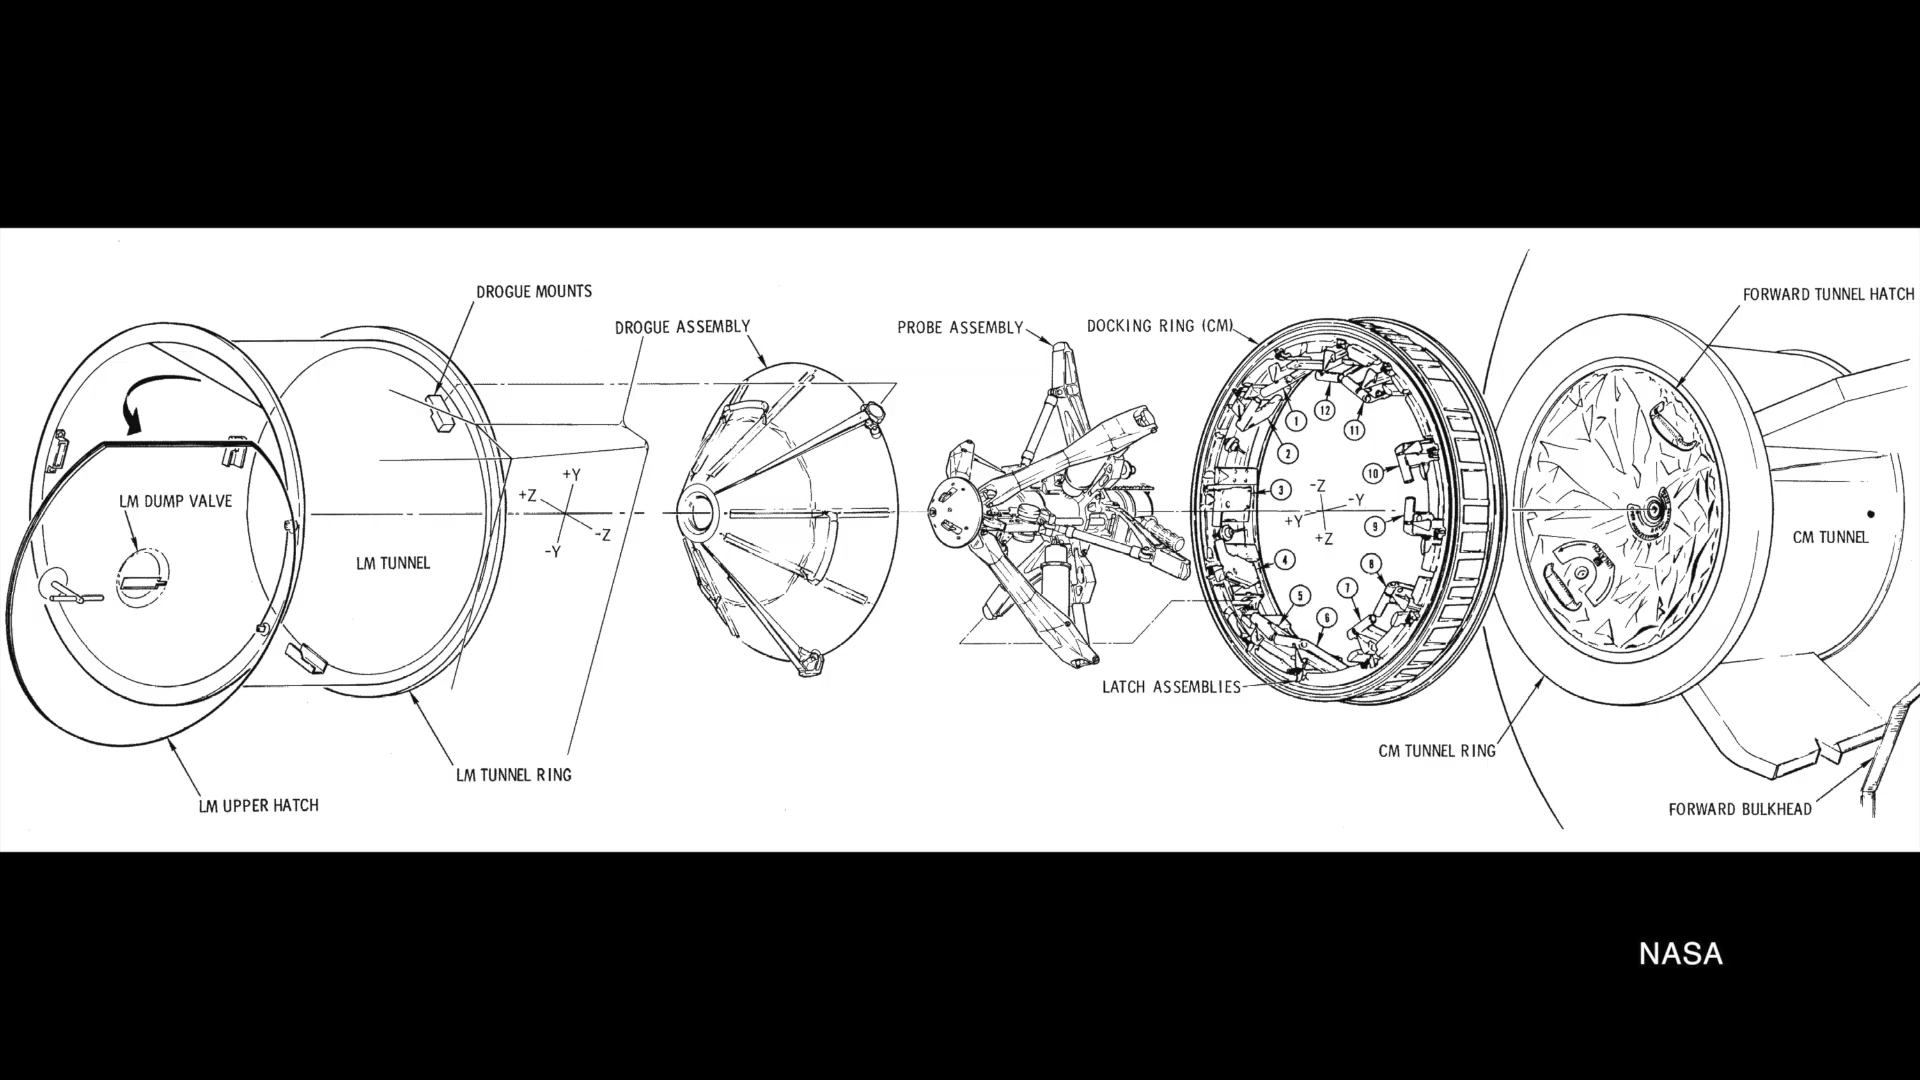 DROGUE MOUNTS
FORWARD TUNNEL HATCH
DROGUE ASSEMBLY
PROBE ASSEMBLY
DOCKING RING (CM)
1
12
11
2
10
3
9
4
8
5
7
6
+Y
+Z
-Z
-Y
-Z
-Y
+Y
+Z
LM DUMP VALVE
LM TUNNEL
CM TUNNEL
LATCH ASSEMBLIES
CM TUNNEL RING
LM TUNNEL RING
LM UPPER HATCH
FORWARD BULKHEAD
NASA